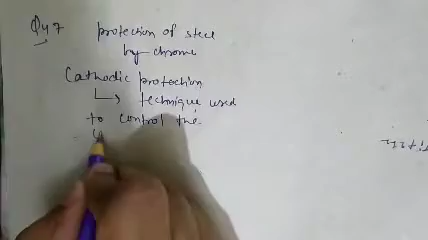 Q47 protection of steel
by chrome
Cathodic protection
technique used
to control the